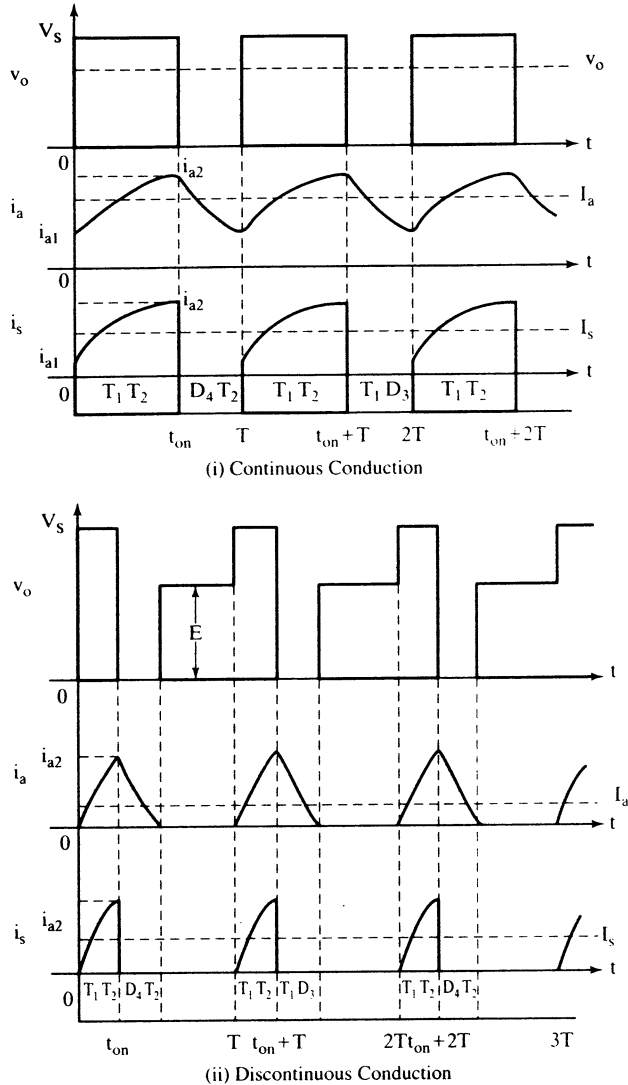 V_s
v_o v_o
t
0
i_a2
i_a I_a
i_a1
0 t
i_a2
i_s I_s
i_a1
t
0 T_1 T_2 D_4 T_2 T_1 T_2 T_1 D_3 T_1 T_2
t_on T t_on + T 2T t_on + 2T
(i) Continuous Conduction
V_s
v_o
E
0 t
i_a2
i_a I_a
t
0
i_a2
i_s I_s
t
0 T_1 T_2 D_4 T_2 T_1 T_2 T_1 D_3 T_1 T_2 D_4 T_2
t_on T t_on + T 2T t_on + 2T 3T
(ii) Discontinuous Conduction